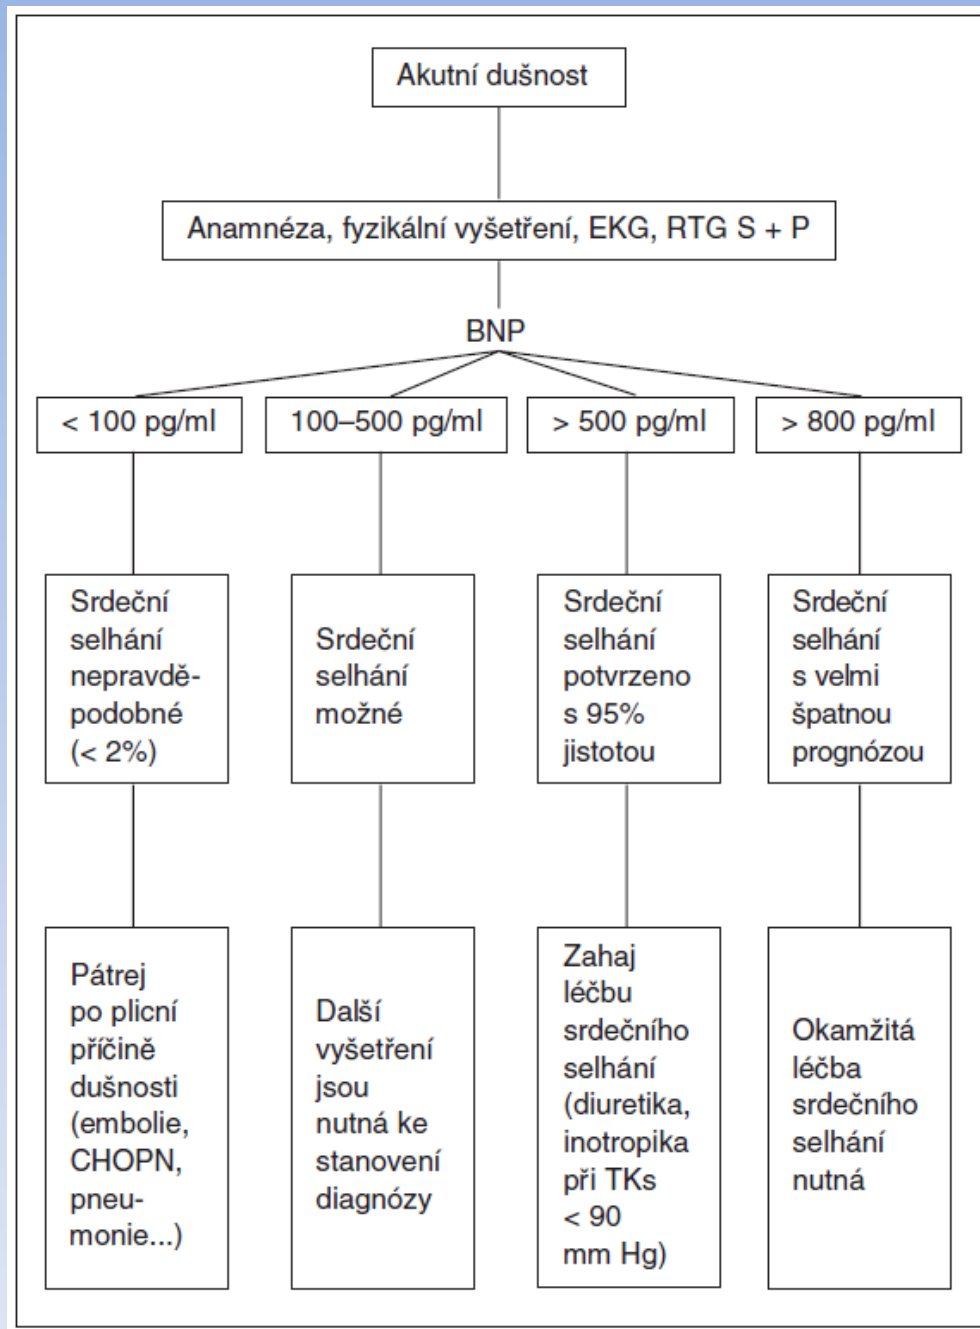 Akutní dušnost
Anamnéza, fyzikální vyšetření, EKG, RTG S + P
BNP
< 100 pg/ml
100–500 pg/ml
> 500 pg/ml
> 800 pg/ml
Srdeční
selhání
nepravdě-
podobné
(< 2%)
Srdeční
selhání
možné
Srdeční
selhání
potvrzeno
s 95%
jistotou
Srdeční
selhání
s velmi
špatnou
prognózou
Pátrej
po plicní
příčině
dušnosti
(embolie,
CHOPN,
pneu-
monie...)
Další
vyšetření
jsou
nutná ke
stanovení
diagnózy
Zahaj
léčbu
srdečního
selhání
(diuretika,
inotropika
při TKs
< 90
mm Hg)
Okamžitá
léčba
srdečního
selhání
nutná